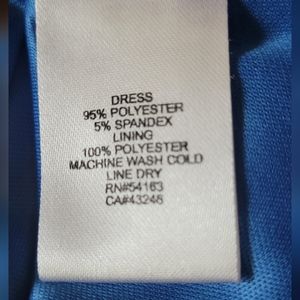 DRESS
95% POLYESTER
5% SPANDEX
LINING
100% POLYESTER
MACHINE WASH COLD
LINE DRY
RN#54163
CA#43246